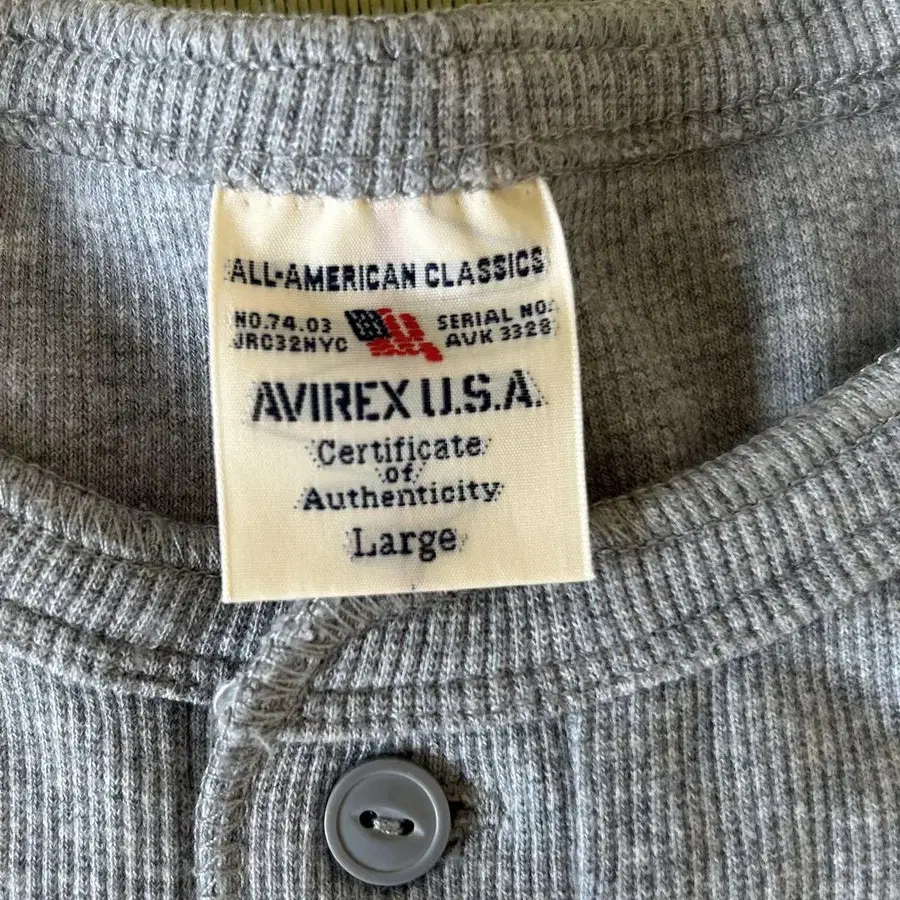 ALL-AMERICAN CLASSICS
NO.74.03 SERIAL NO.
JRC32NYC AVK 3328
AVIREX U.S.A.
Certificate
of
Authenticity
Large